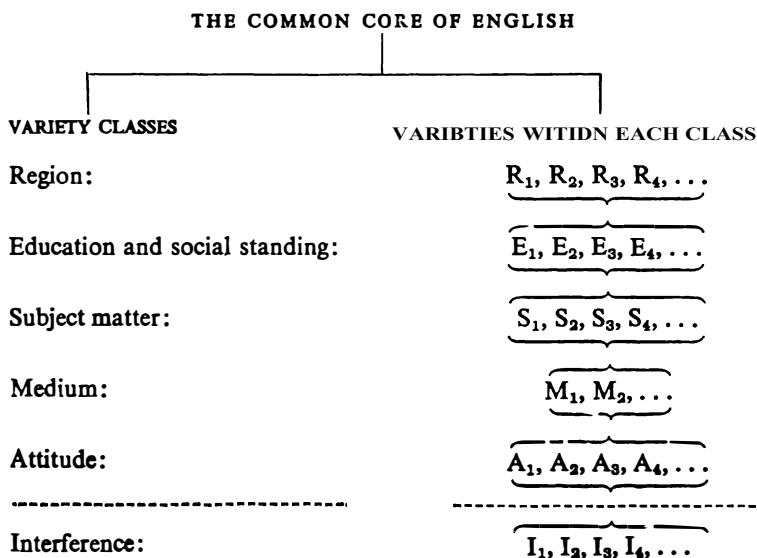 THE COMMON CORE OF ENGLISH
VARIETY CLASSES
VARIBTIES WITIDN EACH CLASS
Region: R₁, R₂, R₃, R₄, ...
Education and social standing: E₁, E₂, E₃, E₄, ...
Subject matter: S₁, S₂, S₃, S₄, ...
Medium: M₁, M₂, ...
Attitude: A₁, A₂, A₃, A₄, ...
Interference: I₁, I₂, I₃, I₄, ...